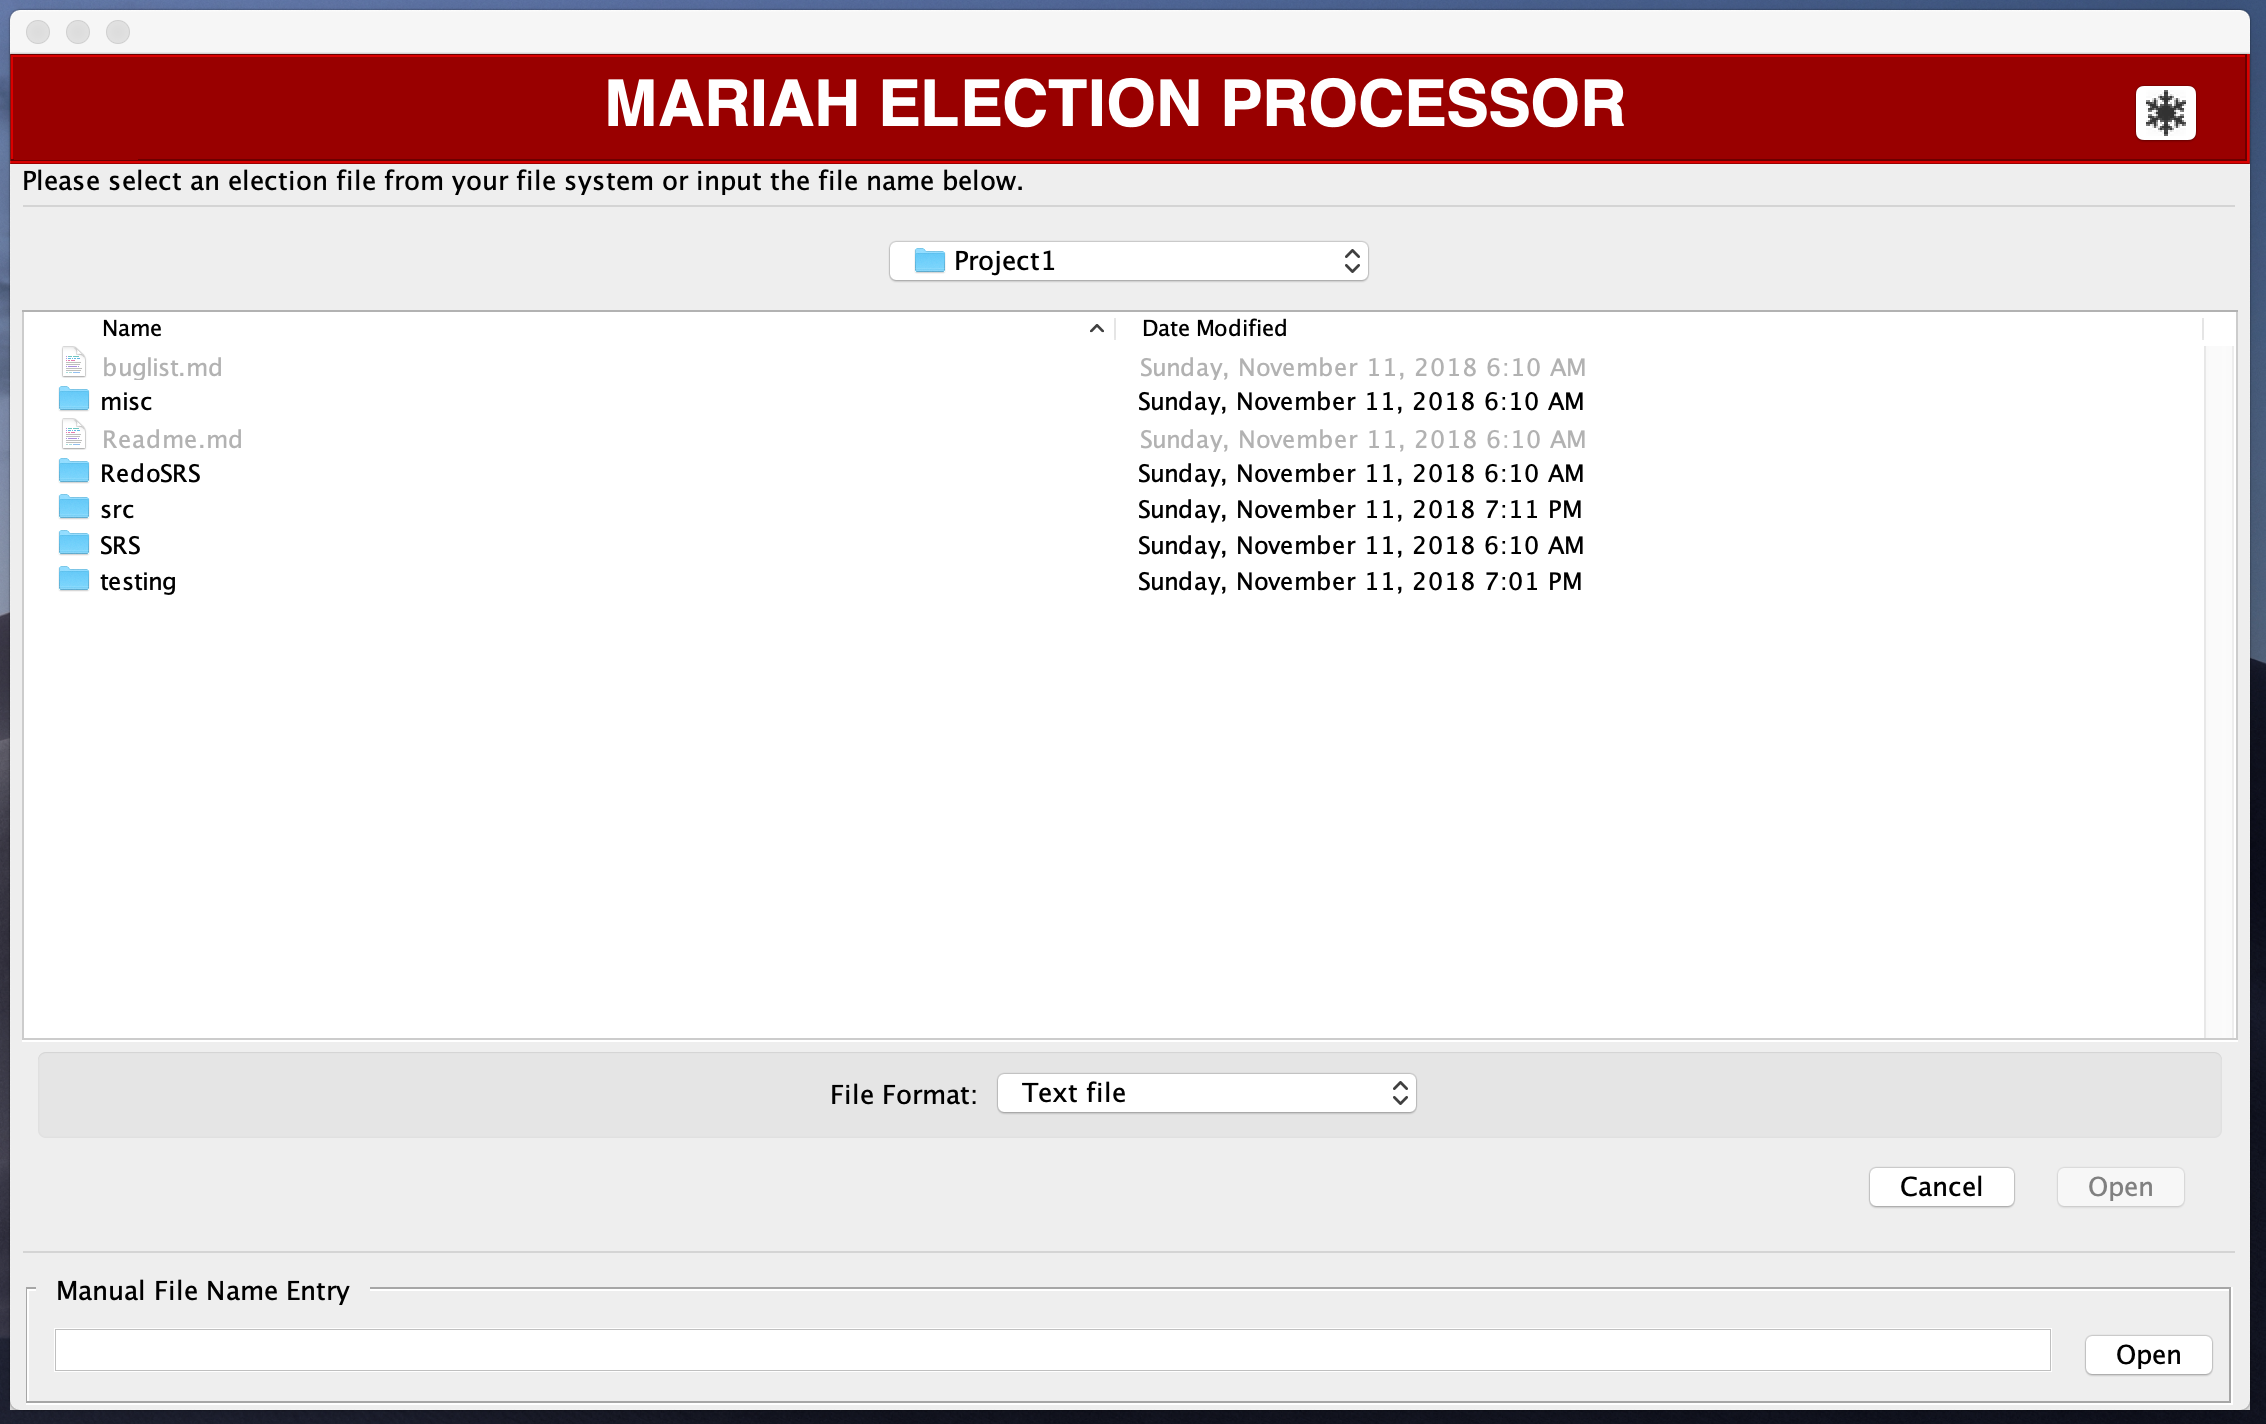 MARIAH ELECTION PROCESSOR
Please select an election file from your file system or input the file name below.
Project1
Name Date Modified
buglist.md Sunday, November 11, 2018 6:10 AM
misc Sunday, November 11, 2018 6:10 AM
Readme.md Sunday, November 11, 2018 6:10 AM
RedoSRS Sunday, November 11, 2018 6:10 AM
src Sunday, November 11, 2018 7:11 PM
SRS Sunday, November 11, 2018 6:10 AM
testing Sunday, November 11, 2018 7:01 PM
File Format: Text file
Cancel Open
Manual File Name Entry
Open